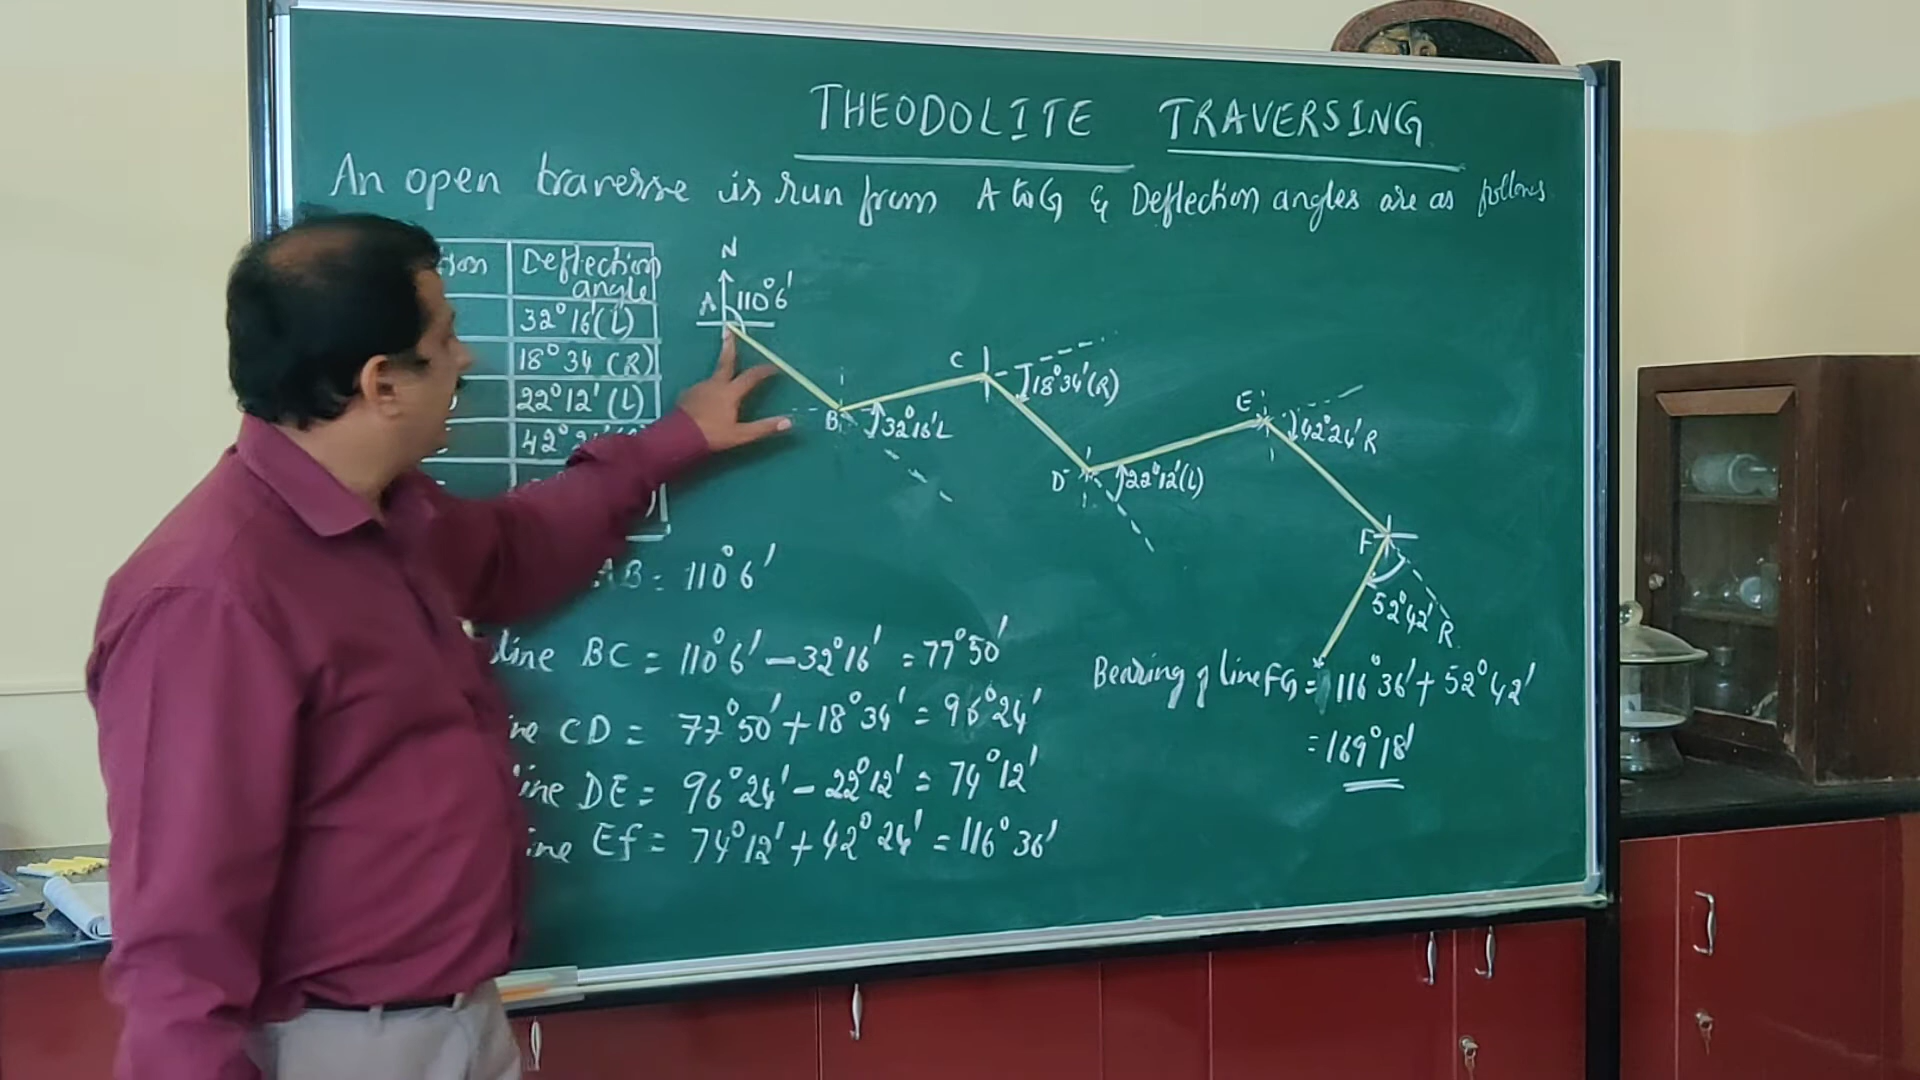 THEODOLITE TRAVERSING
An open traverse is run from A to G & Deflection angles are as follows
Deflection angle
32°16'(L)
18°34 (R)
22°12'(L)
42°
N
A 110°6'
B 32°16'L
C 18°34'(R)
D 22°12'(L)
E 42°24' R
F
52°42' R
AB = 110°6'
line BC = 110°6' - 32°16' = 77°50'
CD = 77°50' + 18°34' = 96°24'
ine DE = 96°24' - 22°12' = 74°12'
ine Ef = 74°12' + 42°24' = 116°36'
Bearing of line FG = 116°36' + 52°42'
= 169°18'